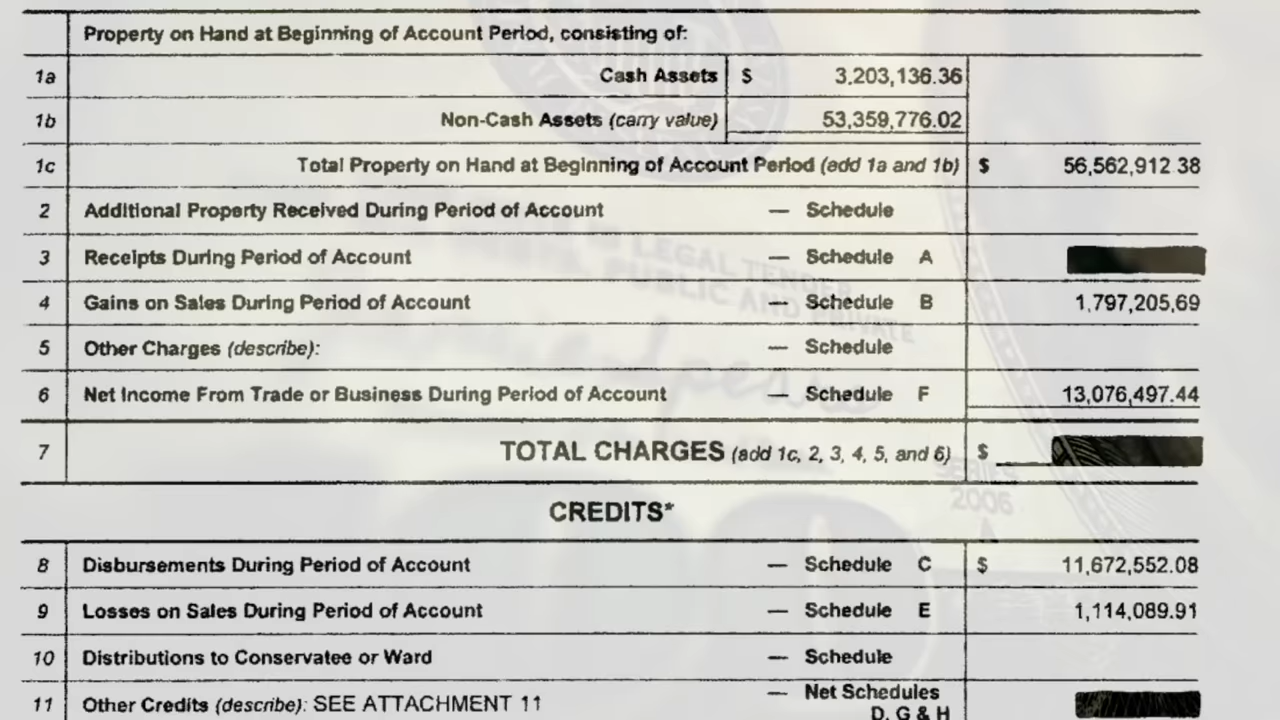 Property on Hand at Beginning of Account Period, consisting of:
1a Cash Assets $ 3,203,136.36
1b Non-Cash Assets (carry value) 53,359,776.02
1c Total Property on Hand at Beginning of Account Period (add 1a and 1b) $ 56,562,912.38
2 Additional Property Received During Period of Account — Schedule
3 Receipts During Period of Account — Schedule A
4 Gains on Sales During Period of Account — Schedule B 1,797,205,69
5 Other Charges (describe): — Schedule
6 Net Income From Trade or Business During Period of Account — Schedule F 13,076,497.44
7 TOTAL CHARGES (add 1c, 2, 3, 4, 5, and 6) $
CREDITS*
8 Disbursements During Period of Account — Schedule C $ 11,672,552.08
9 Losses on Sales During Period of Account — Schedule E 1,114,089.91
10 Distributions to Conservatee or Ward — Schedule
11 Other Credits (describe): SEE ATTACHMENT 11 — Net Schedules
D, G & H
LEGAL TENDER
PUBLIC AND PRIVATE
SERIES
2006